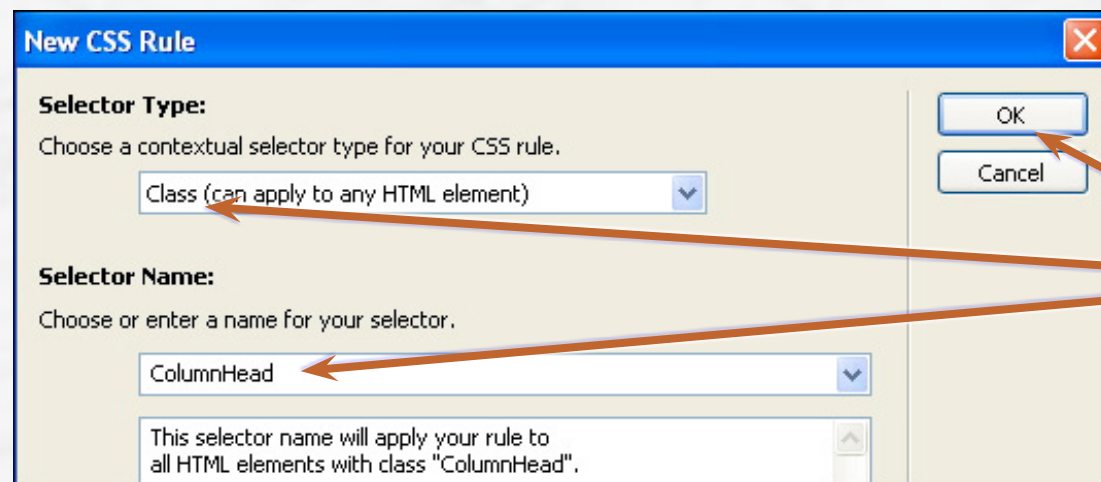 New CSS Rule
Selector Type:
Choose a contextual selector type for your CSS rule.
Class (can apply to any HTML element)
OK
Cancel
Selector Name:
Choose or enter a name for your selector.
ColumnHead
This selector name will apply your rule to
all HTML elements with class "ColumnHead".